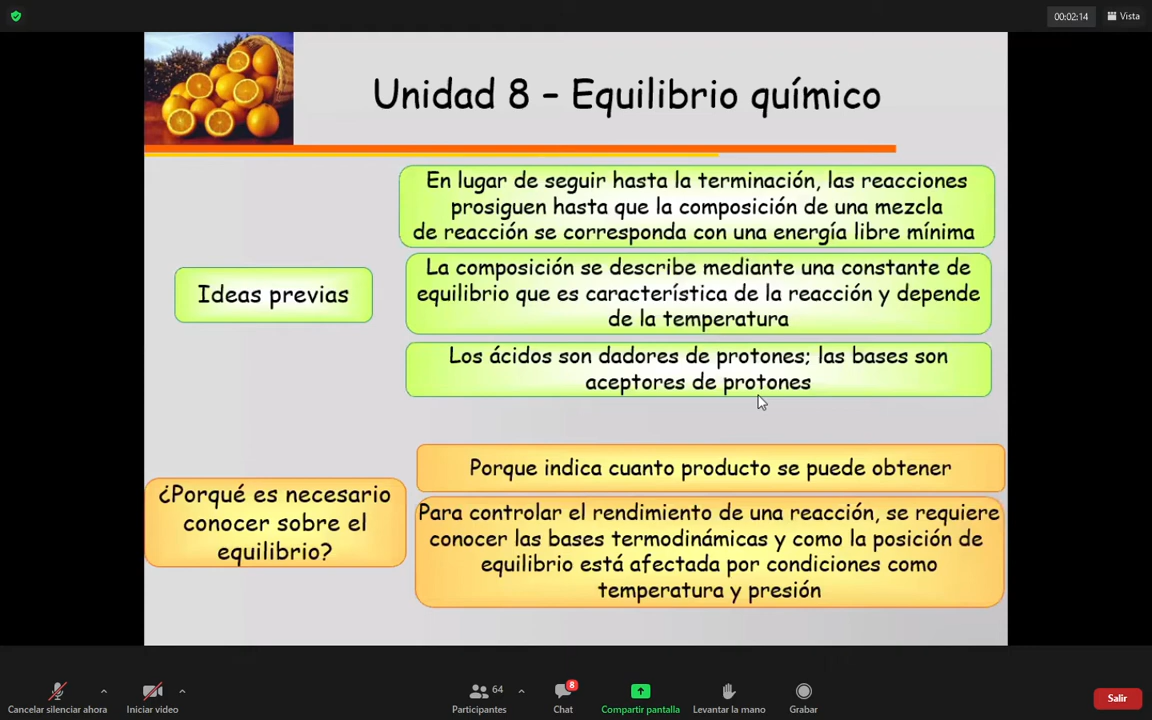 00:02:14
Vista
Unidad 8 – Equilibrio químico
Ideas previas
En lugar de seguir hasta la terminación, las reacciones
prosiguen hasta que la composición de una mezcla
de reacción se corresponda con una energía libre mínima
La composición se describe mediante una constante de
equilibrio que es característica de la reacción y depende
de la temperatura
Los ácidos son dadores de protones; las bases son
aceptores de protones
¿Porqué es necesario
conocer sobre el
equilibrio?
Porque indica cuanto producto se puede obtener
Para controlar el rendimiento de una reacción, se requiere
conocer las bases termodinámicas y como la posición de
equilibrio está afectada por condiciones como
temperatura y presión
Cancelar silenciar ahora
Iniciar video
64
Participantes
8
Chat
Compartir pantalla
Levantar la mano
Grabar
Salir